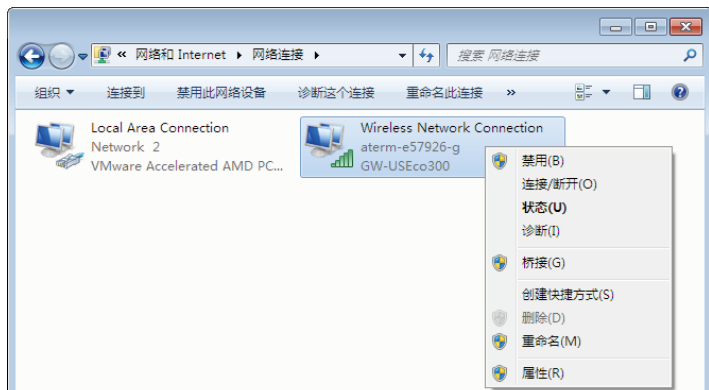 « 网络和 Internet ▸ 网络连接 ▸
搜索 网络连接
组织 ▾ 连接到 禁用此网络设备 诊断这个连接 重命名此连接 »
Local Area Connection
Network 2
VMware Accelerated AMD PC...
Wireless Network Connection
aterm-e57926-g
GW-USEco300
禁用(B)
连接/断开(O)
状态(U)
诊断(I)
桥接(G)
创建快捷方式(S)
删除(D)
重命名(M)
属性(R)